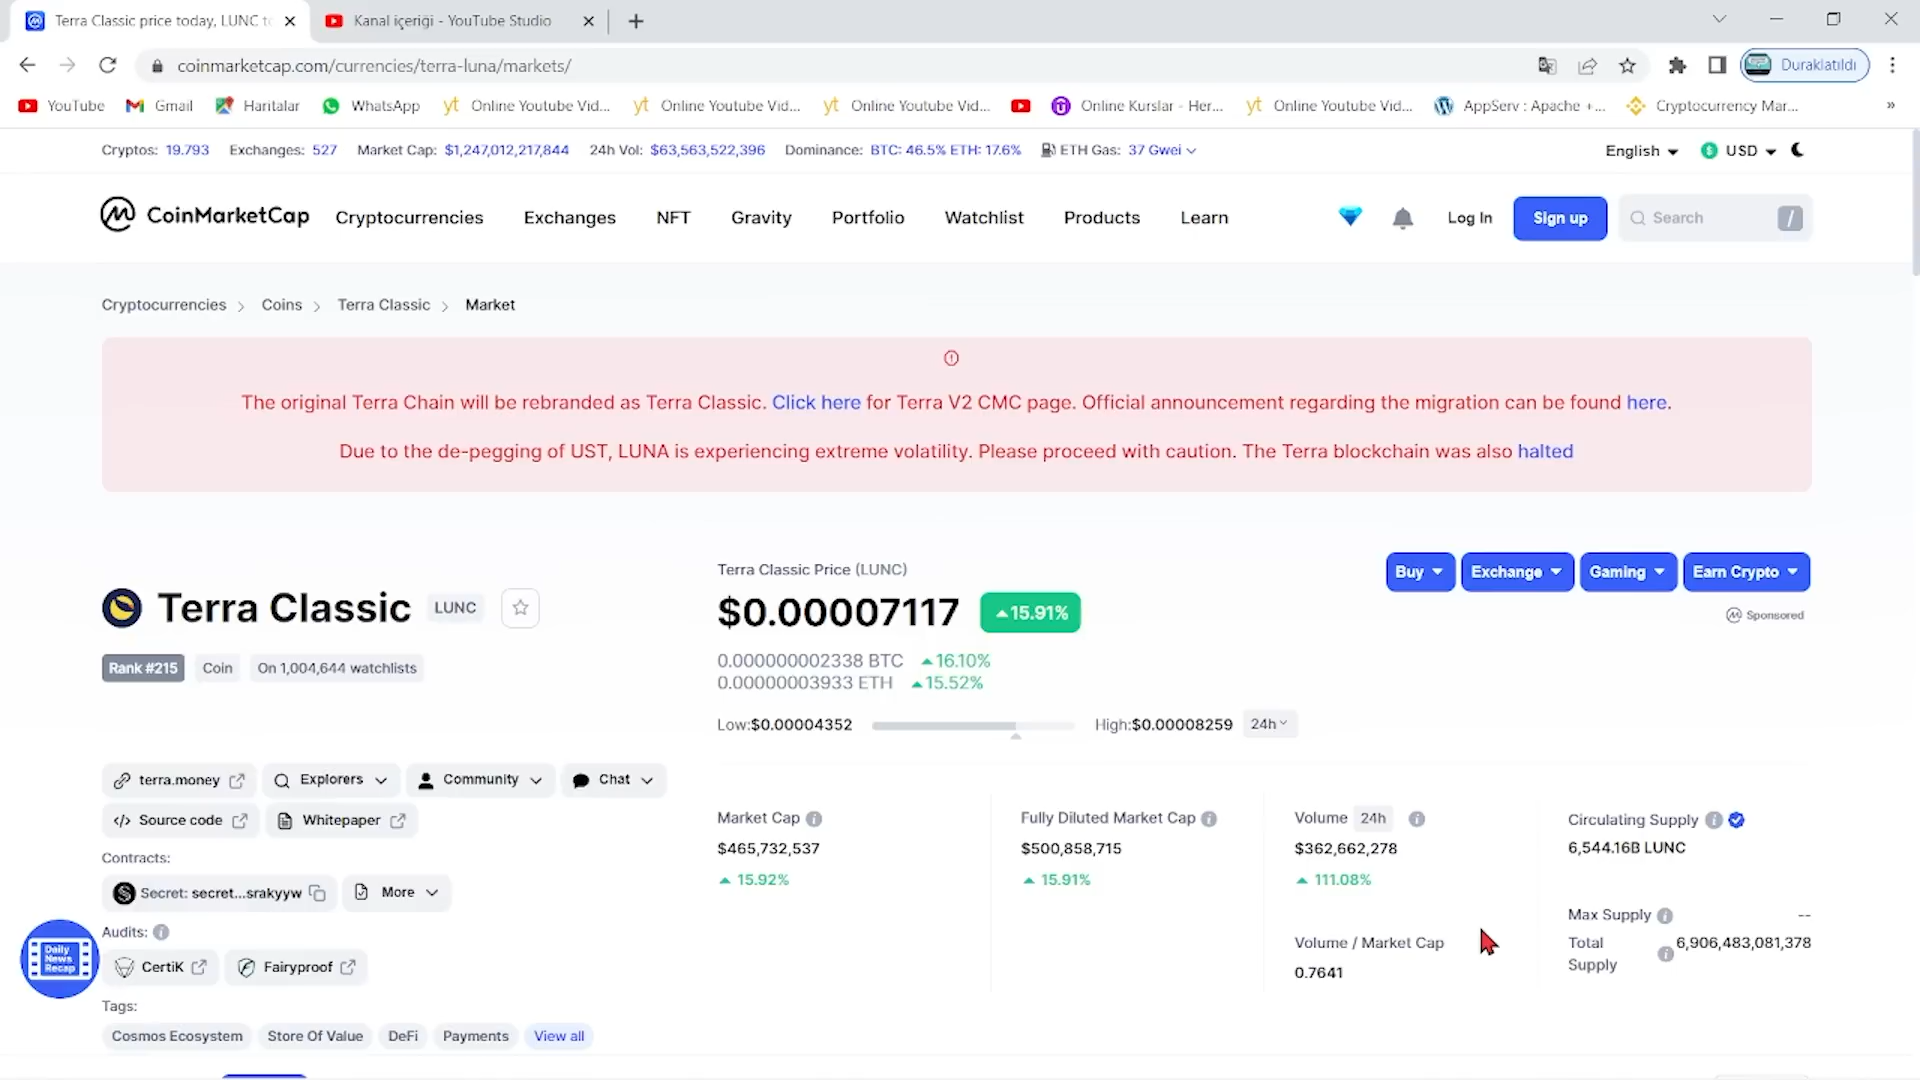 Terra Classic price today, LUNC to
Kanal içeriği - YouTube Studio
coinmarketcap.com/currencies/terra-luna/markets/
Duraklatıldı
YouTube Gmail Haritalar WhatsApp Online Youtube Vid... Online Youtube Vid... Online Youtube Vid... Online Kurslar - Her... Online Youtube Vid... AppServ : Apache +... Cryptocurrency Mar... »
Cryptos: 19.793 Exchanges: 527 Market Cap: $1,247,012,217,844 24h Vol: $63,563,522,396 Dominance: BTC: 46.5% ETH: 17.6% ETH Gas: 37 Gwei
English USD
CoinMarketCap Cryptocurrencies Exchanges NFT Gravity Portfolio Watchlist Products Learn Log In Sign up Search /
Cryptocurrencies Coins Terra Classic Market
The original Terra Chain will be rebranded as Terra Classic. Click here for Terra V2 CMC page. Official announcement regarding the migration can be found here.
Due to the de-pegging of UST, LUNA is experiencing extreme volatility. Please proceed with caution. The Terra blockchain was also halted
Terra Classic LUNC
Rank #215 Coin On 1,004,644 watchlists
Terra Classic Price (LUNC)
$0.00007117 15.91%
0.000000002338 BTC 16.10%
0.00000003933 ETH 15.52%
Low:$0.00004352 High:$0.00008259 24h
Buy Exchange Gaming Earn Crypto
Sponsored
terra.money Explorers Community Chat
Source code Whitepaper
Contracts:
Secret: secret...srakyyw More
Audits:
CertiK Fairyproof
Tags:
Cosmos Ecosystem Store Of Value DeFi Payments View all
Daily
News
Recap
Market Cap
$465,732,537
15.92%
Fully Diluted Market Cap
$500,858,715
15.91%
Volume 24h
$362,662,278
111.08%
Volume / Market Cap
0.7641
Circulating Supply
6,544.16B LUNC
Max Supply --
Total Supply 6,906,483,081,378